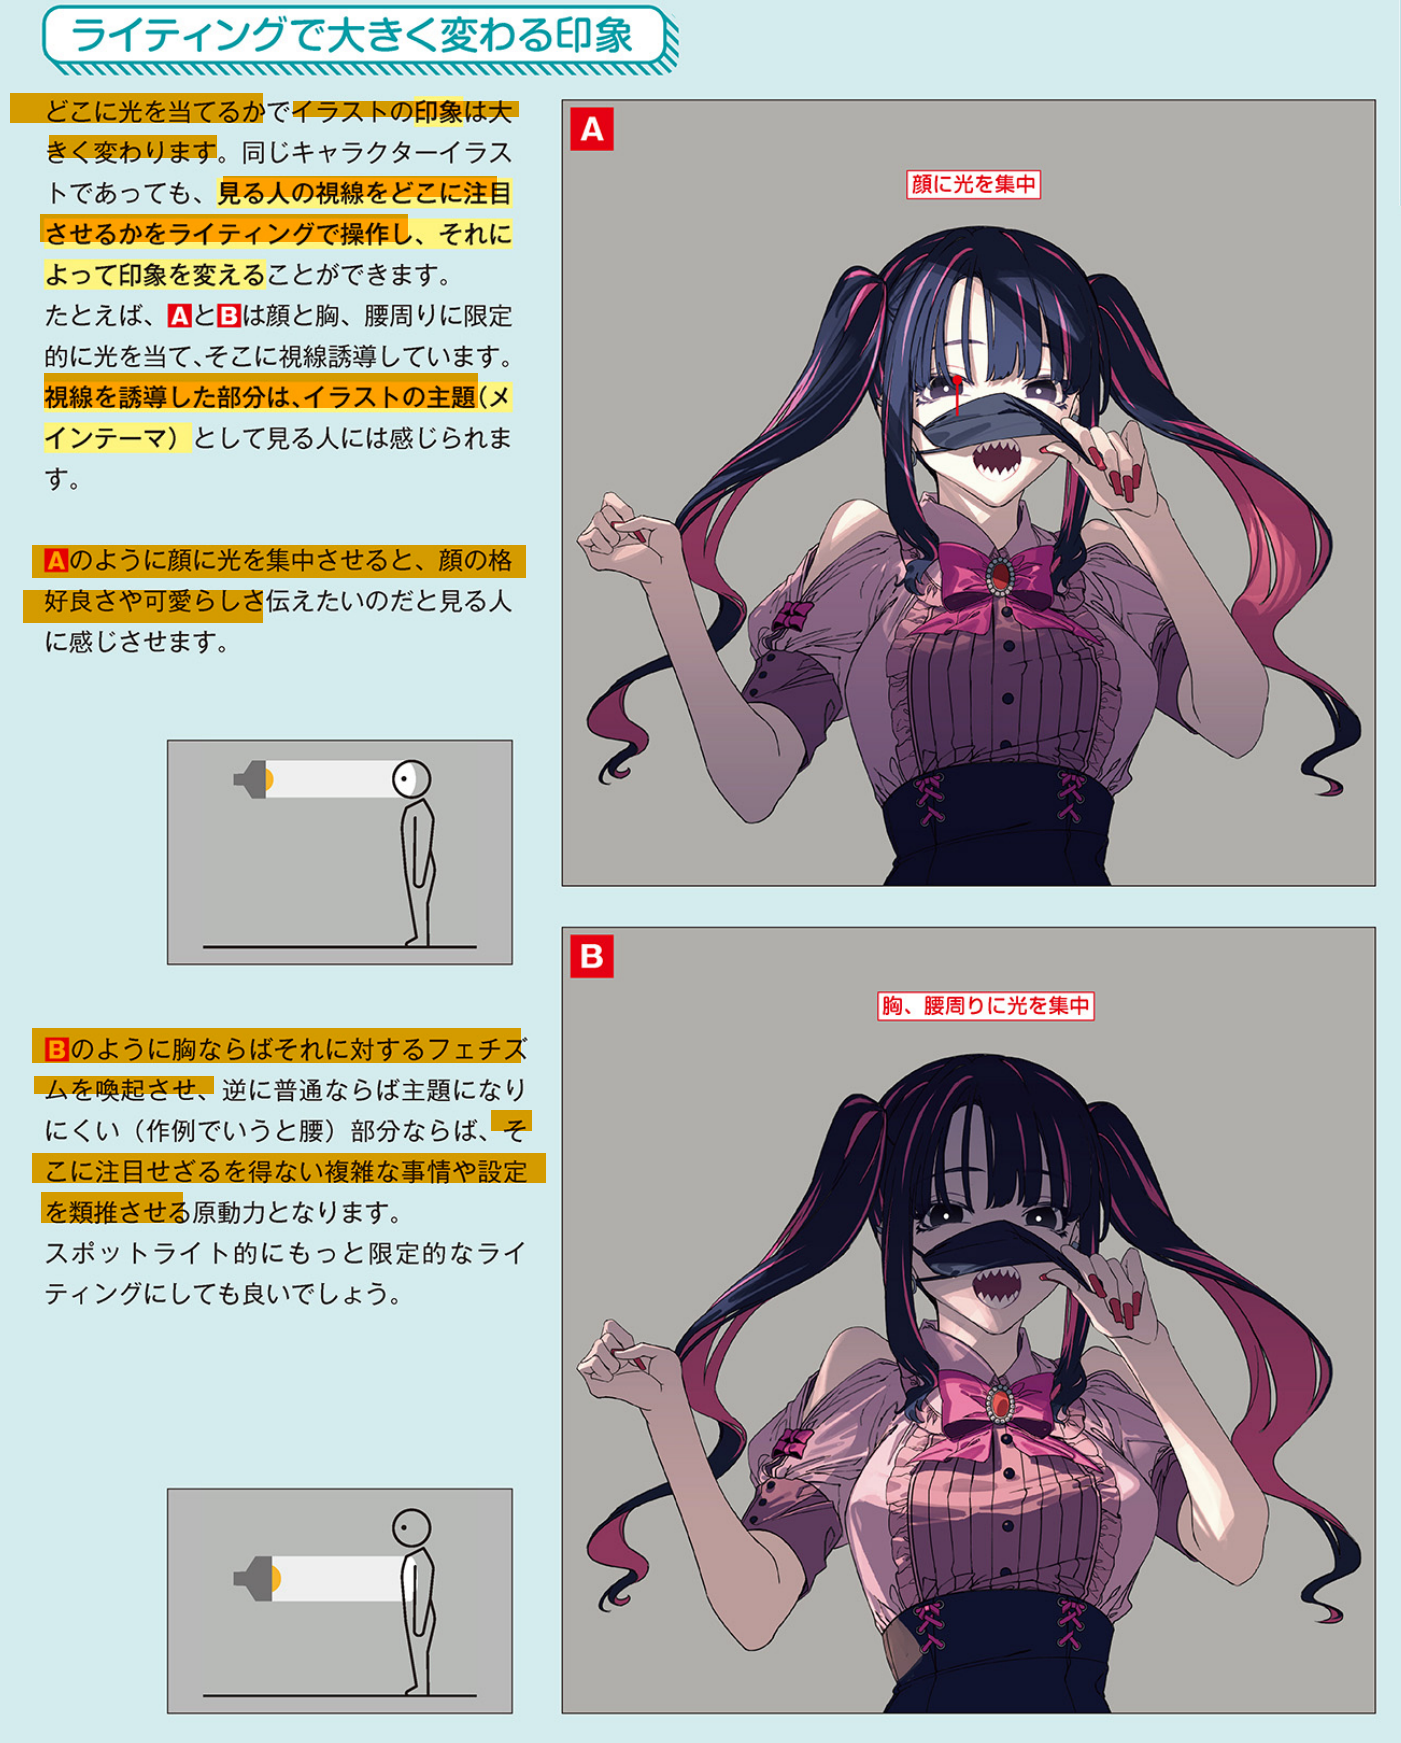 ライティングで大きく変わる印象
どこに光を当てるかでイラストの印象は大
きく変わります。同じキャラクターイラス
トであっても、見る人の視線をどこに注目
させるかをライティングで操作し、それに
よって印象を変えることができます。
たとえば、AとBは顔と胸、腰周りに限定
的に光を当て、そこに視線誘導しています。
視線を誘導した部分は、イラストの主題（メ
インテーマ）として見る人には感じられま
す。
Aのように顔に光を集中させると、顔の格
好良さや可愛らしさ伝えたいのだと見る人
に感じさせます。
A
顔に光を集中
Bのように胸ならばそれに対するフェチズ
ムを喚起させ、逆に普通ならば主題になり
にくい（作例でいうと腰）部分ならば、そ
こに注目せざるを得ない複雑な事情や設定
を類推させる原動力となります。
スポットライト的にもっと限定的なライ
ティングにしても良いでしょう。
B
胸、腰周りに光を集中